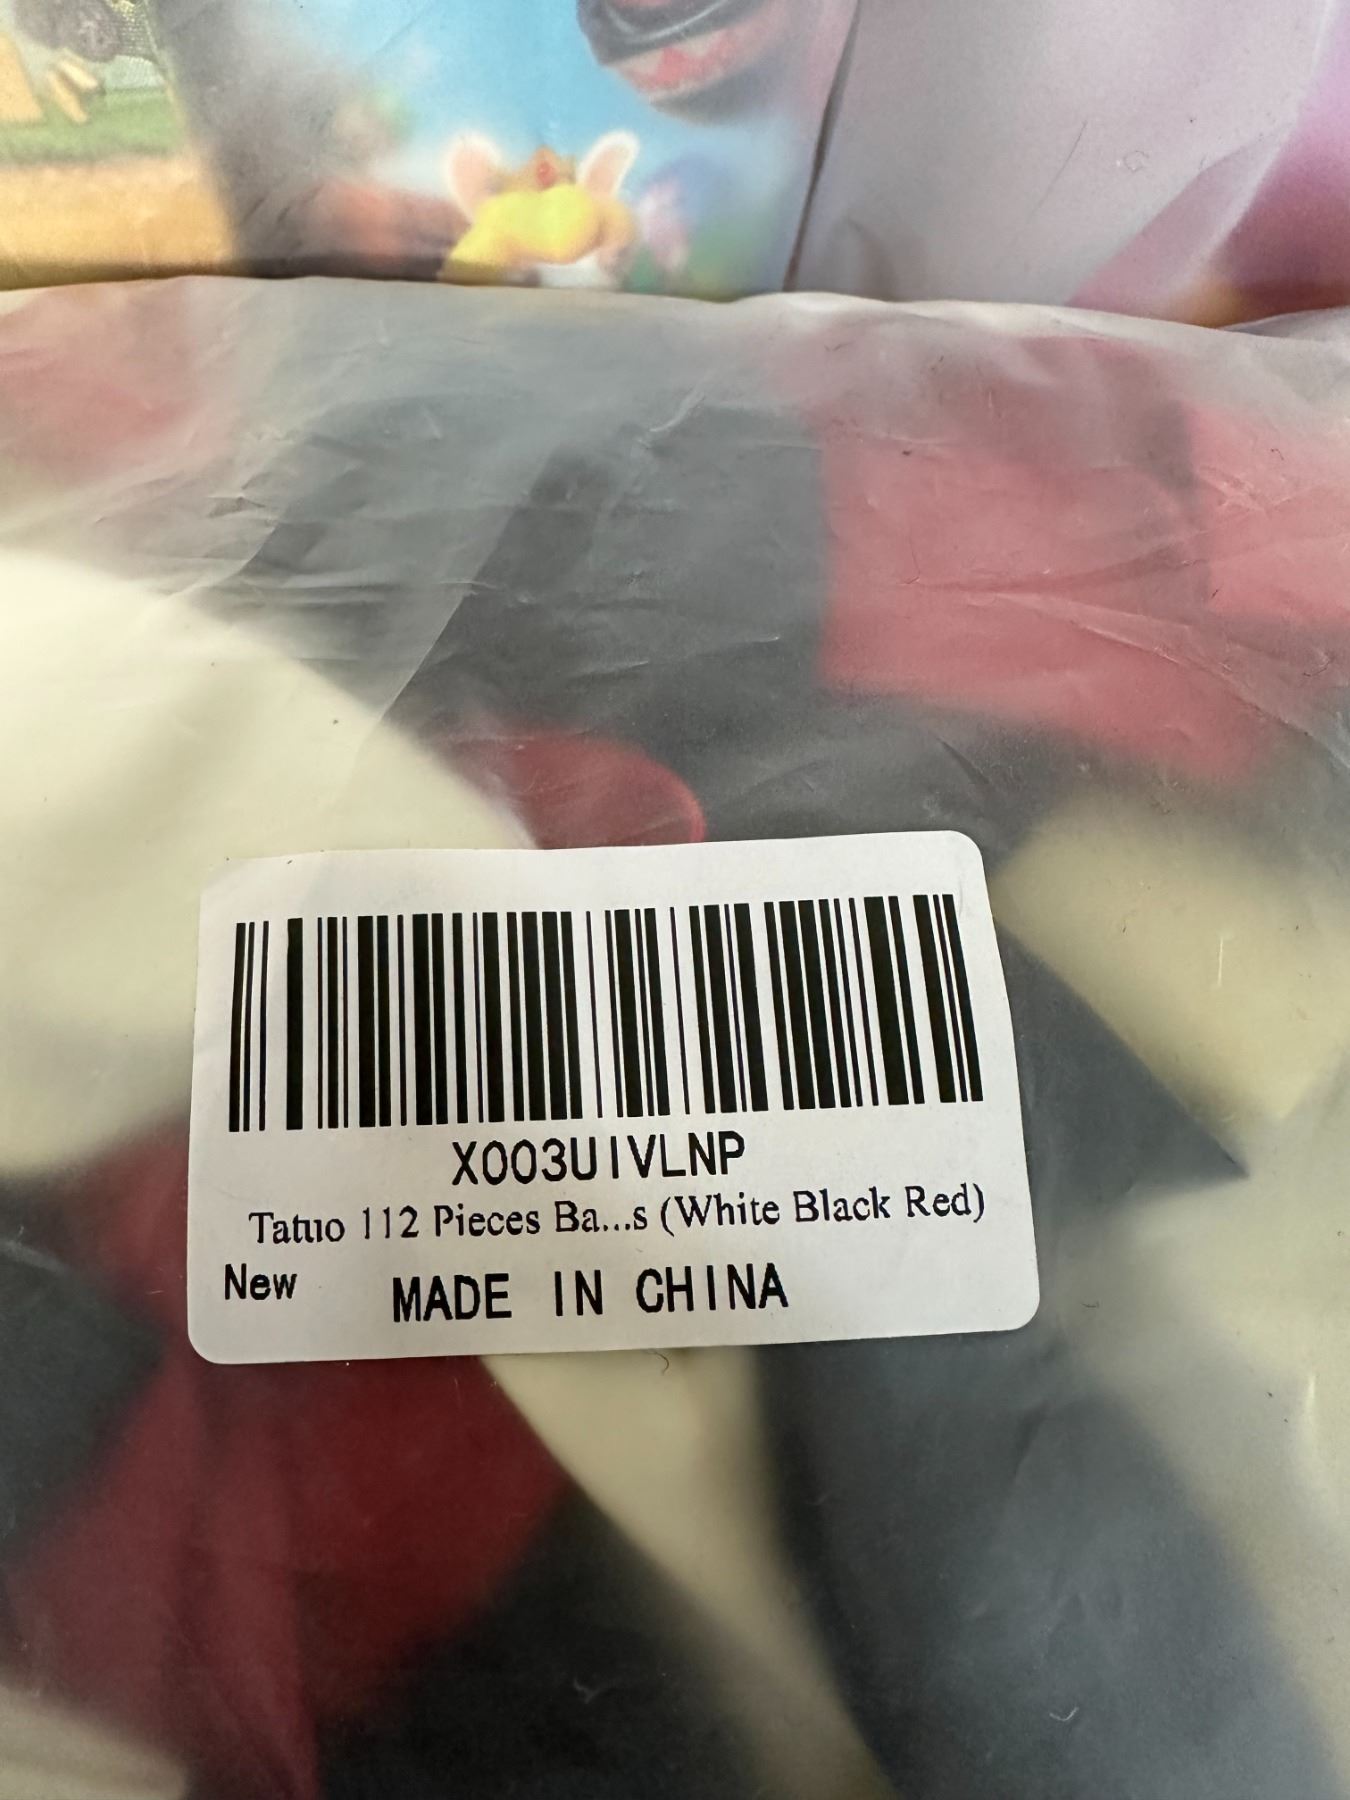 X003UIVLNP
Tatuo 112 Pieces Ba...s (White Black Red)
New MADE IN CHINA